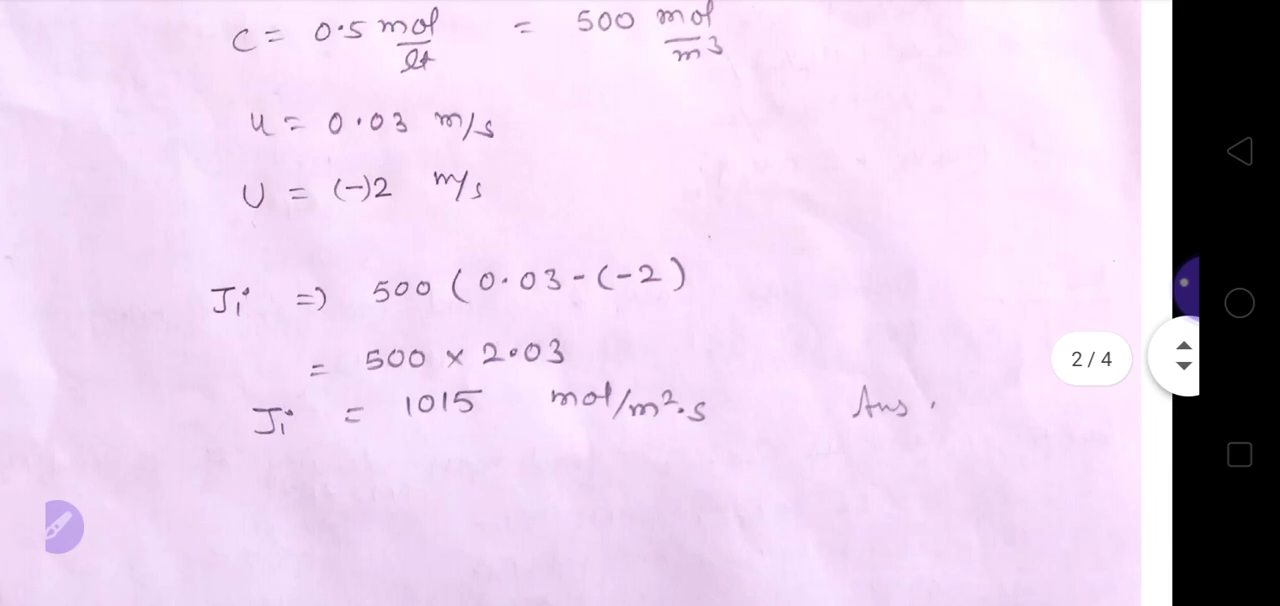 C = 0.5 mol/lt = 500 mol/m³
u = 0.03 m/s
U = (-)2 m/s
Ji => 500 (0.03 - (-2)
= 500 × 2.03
Ji = 1015 mol/m².s Ans.
2 / 4